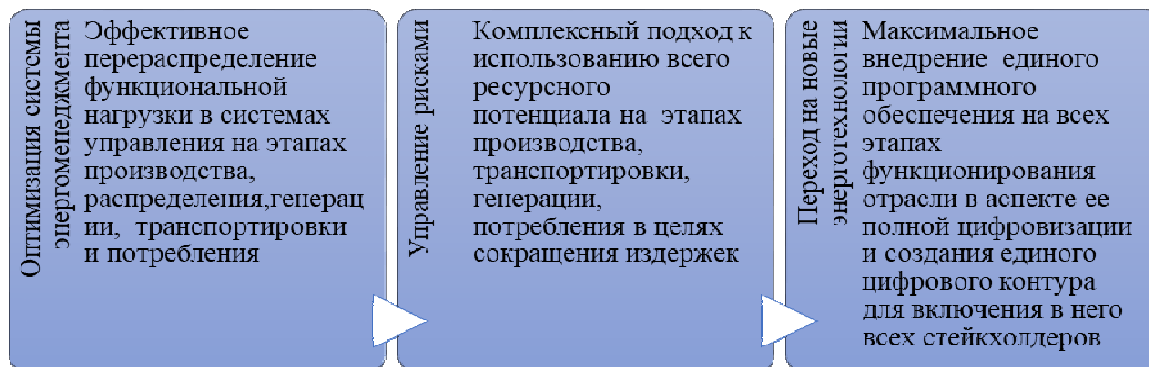 Оптимизация системы
энергоменеджмента
Эффективное
перераспределение
функциональной
нагрузки в системах
управления на этапах
производства,
распределения,генерац
ии, транспортировки
и потребления
Управление рисками
Комплексный подход к
использованию всего
ресурсного
потенциала на этапах
производства,
транспортировки,
генерации,
потребления в целях
сокращения издержек
Переход на новые
энерготехнологии
Максимальное
внедрение единого
программного
обеспечения на всех
этапах
функционирования
отрасли в аспекте ее
полной цифровизации
и создания единого
цифрового контура
для включения в него
всех стейкхолдеров